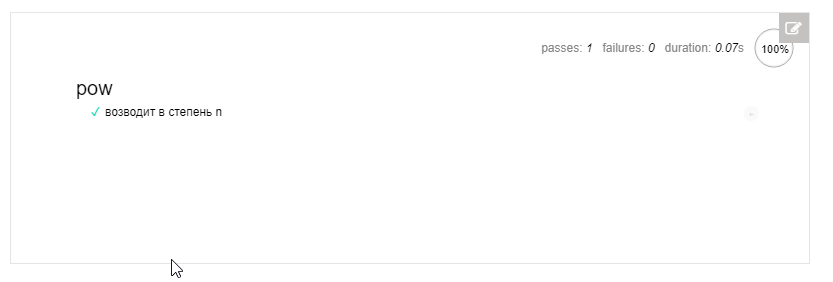 passes: 1 failures: 0 duration: 0.07s 100%
pow
✓ возводит в степень n